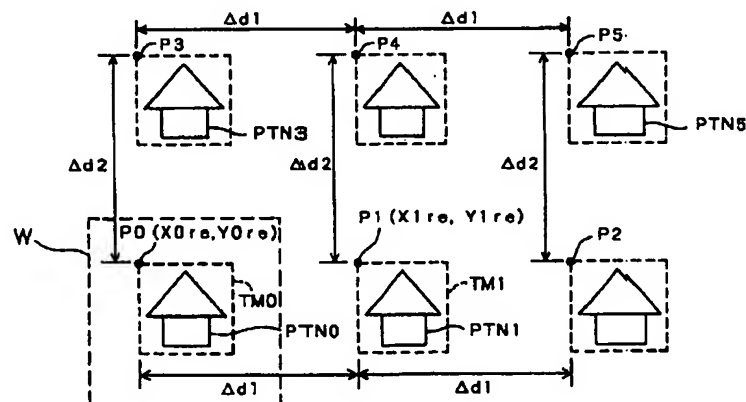 Δd1 Δd1
P3 P4 P5
PTN3 PTN5
Δd2 Δd2 Δd2
W P0(X0re,Y0re) P1(X1re, Y1re) P2
TM0 TM1
PTN0 PTN1
Δd1 Δd1